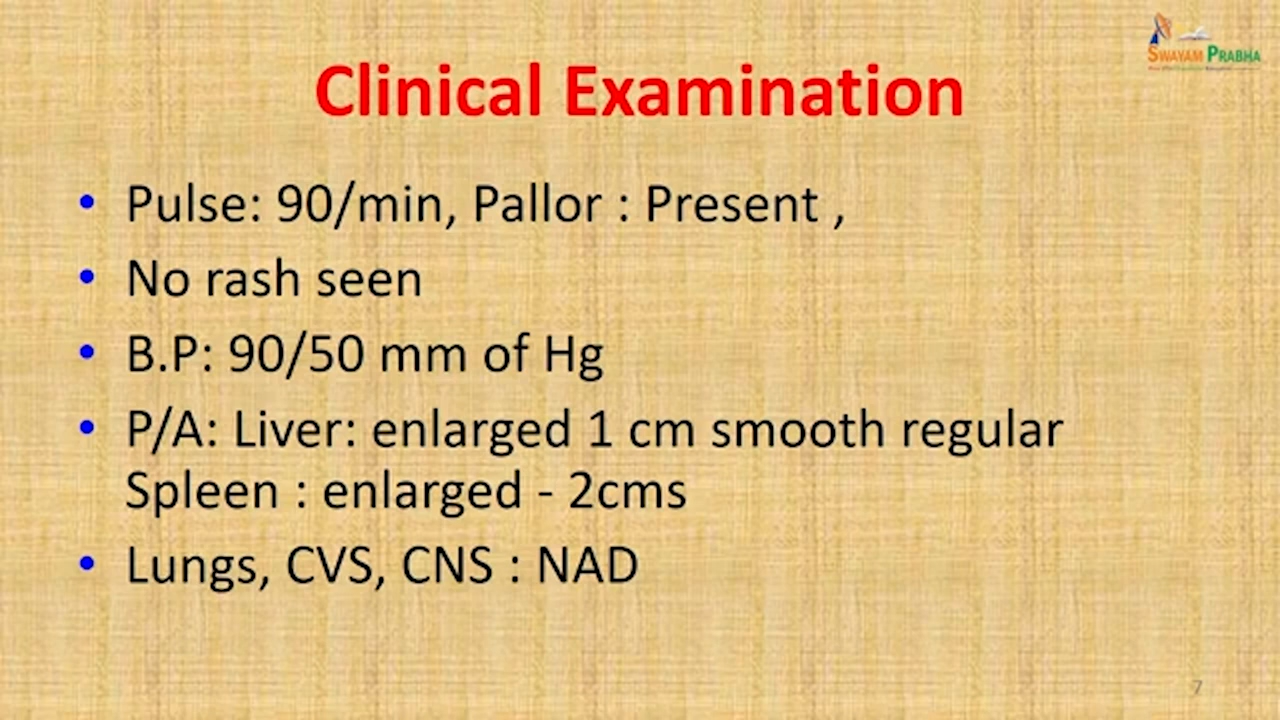 SWAYAM PRABHA
Clinical Examination
• Pulse: 90/min, Pallor : Present ,
• No rash seen
• B.P: 90/50 mm of Hg
• P/A: Liver: enlarged 1 cm smooth regular
Spleen : enlarged - 2cms
• Lungs, CVS, CNS : NAD
7